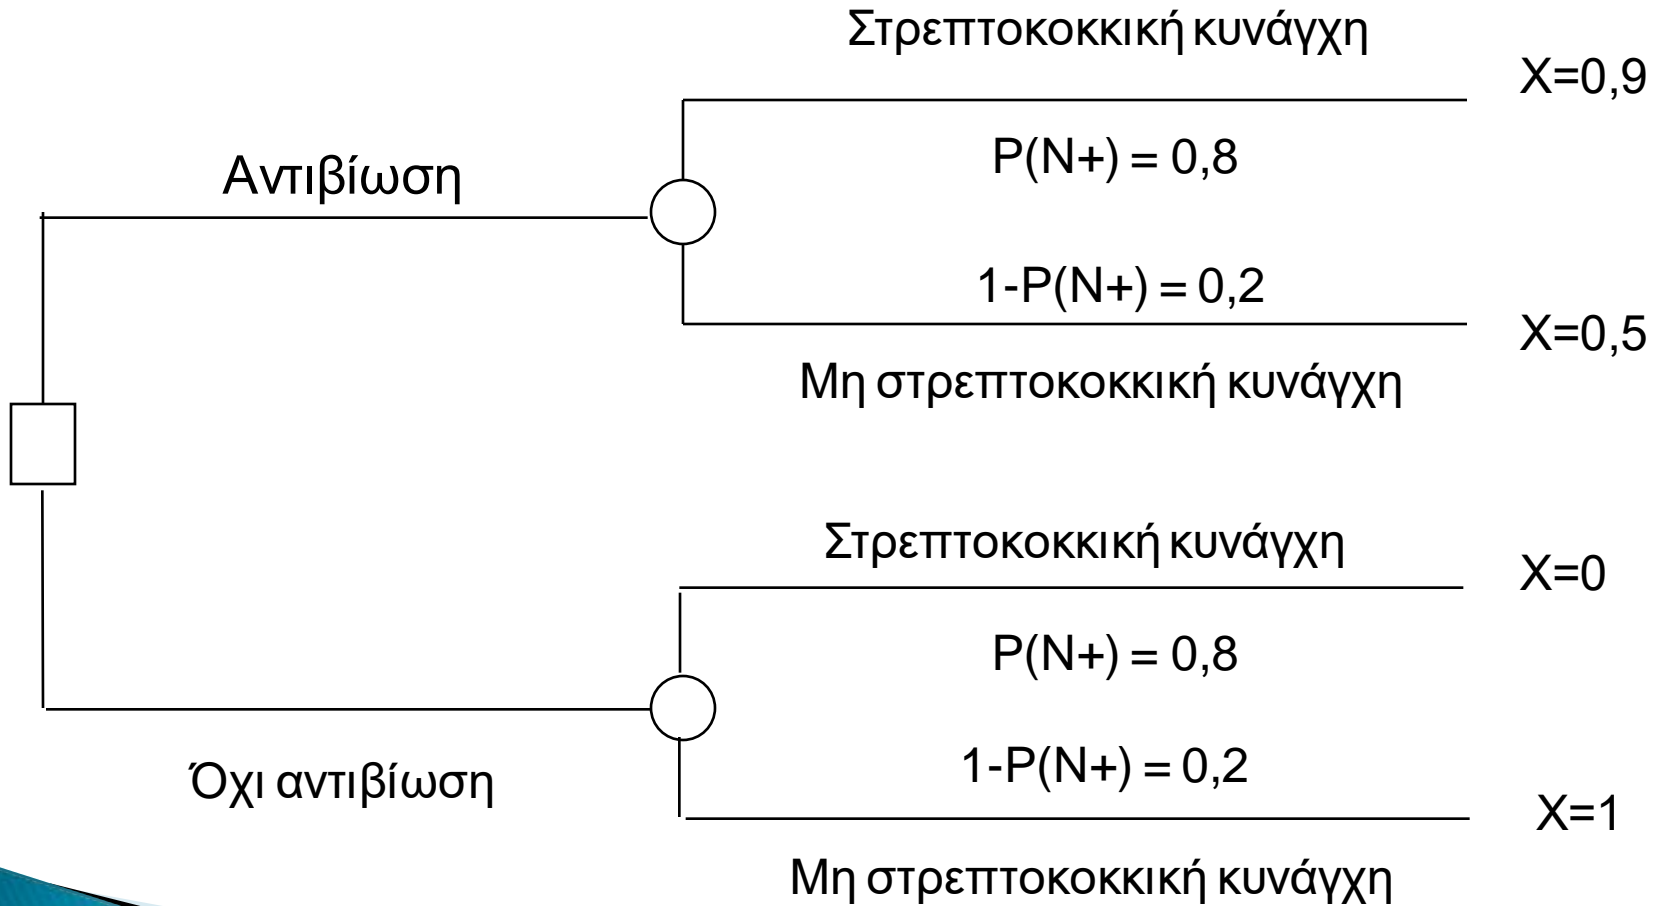 Στρεπτοκοκκική κυνάγχη
Χ=0,9
Αντιβίωση
P(N+) = 0,8
1-P(N+) = 0,2
Χ=0,5
Μη στρεπτοκοκκική κυνάγχη
Στρεπτοκοκκική κυνάγχη
Χ=0
P(N+) = 0,8
Όχι αντιβίωση
1-P(N+) = 0,2
Χ=1
Μη στρεπτοκοκκική κυνάγχη